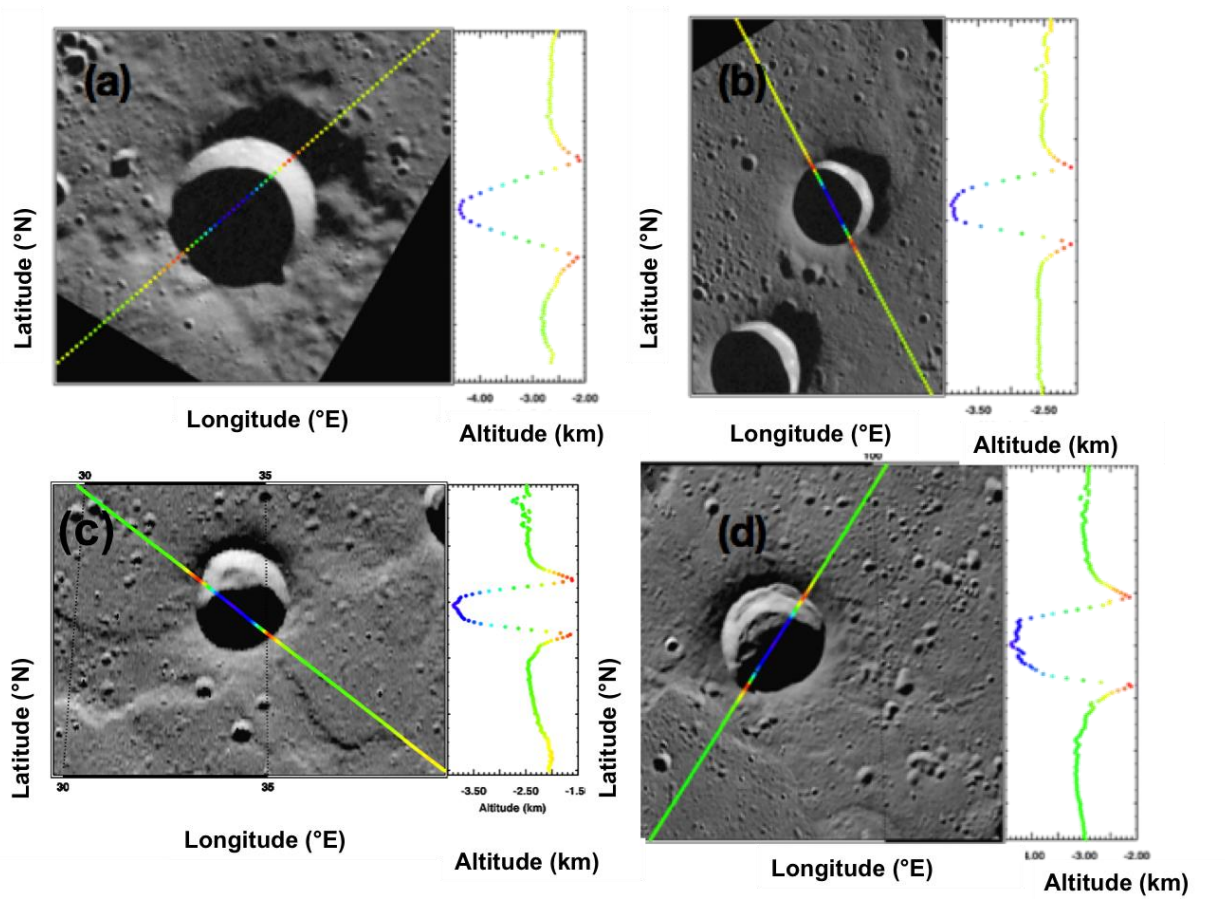 (a)
Latitude (°N)
-4.00 -3.00 -2.00
Longitude (°E)
Altitude (km)
(b)
Latitude (°N)
-3.50 -2.50
Longitude (°E)
Altitude (km)
30 35
(c)
Latitude (°N)
30 35
-3.50 -2.50 -1.5
Altitude (km)
Longitude (°E)
Altitude (km)
100
(d)
Latitude (°N)
1.00 -3.00 -2.00
Longitude (°E)
Altitude (km)